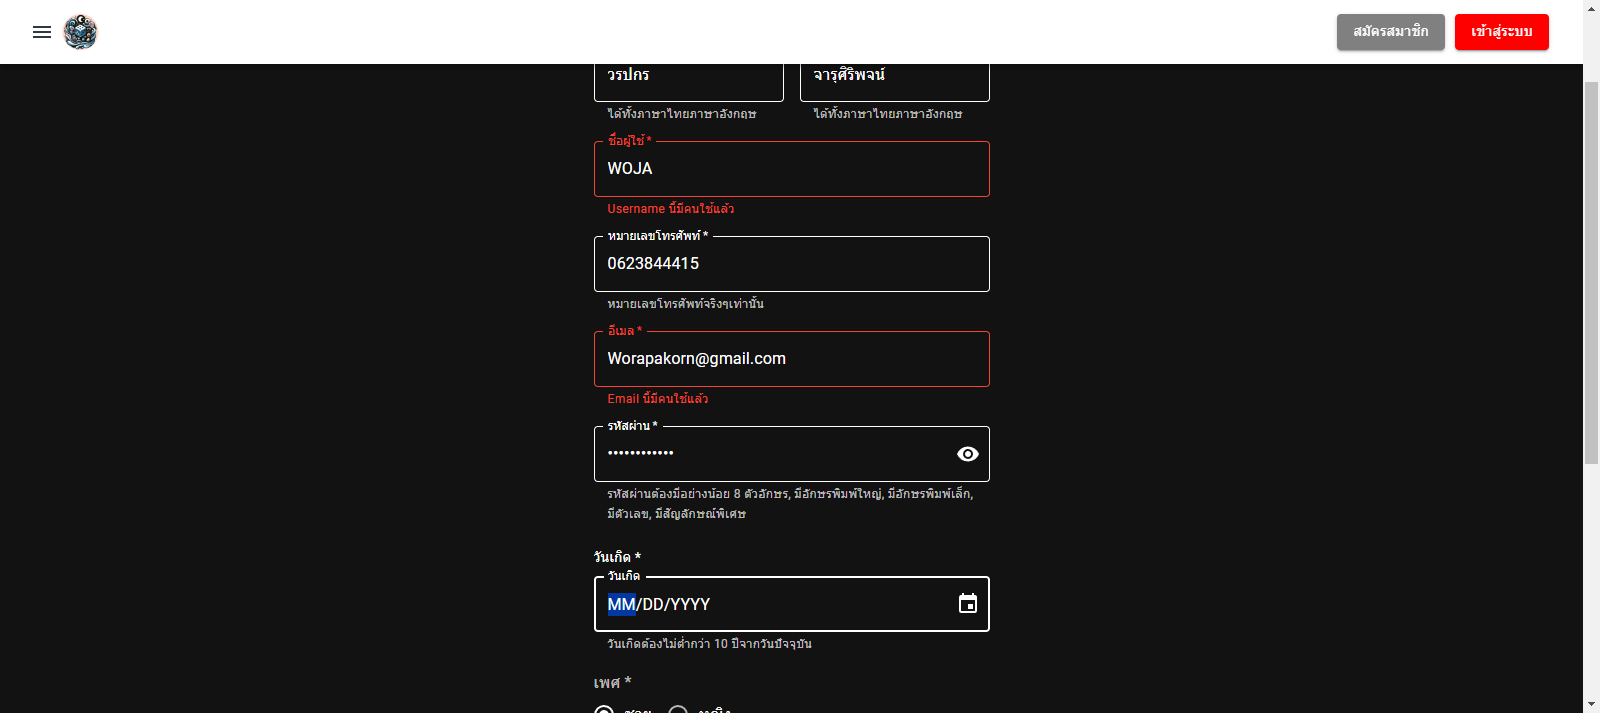 สมัครสมาชิก เข้าสู่ระบบ
วรปกร จารุศิริพจน์
ได้ทั้งภาษาไทยภาษาอังกฤษ ได้ทั้งภาษาไทยภาษาอังกฤษ
ชื่อผู้ใช้ *
WOJA
Username นี้มีคนใช้แล้ว
หมายเลขโทรศัพท์ *
0623844415
หมายเลขโทรศัพท์จริงๆเท่านั้น
อีเมล *
Worapakorn@gmail.com
Email นี้มีคนใช้แล้ว
รหัสผ่าน *
••••••••••••
รหัสผ่านต้องมีอย่างน้อย 8 ตัวอักษร, มีอักษรพิมพ์ใหญ่, มีอักษรพิมพ์เล็ก,
มีตัวเลข, มีสัญลักษณ์พิเศษ
วันเกิด *
วันเกิด
MM/DD/YYYY
วันเกิดต้องไม่ต่ำกว่า 10 ปีจากวันปัจจุบัน
เพศ *
ชาย หญิง